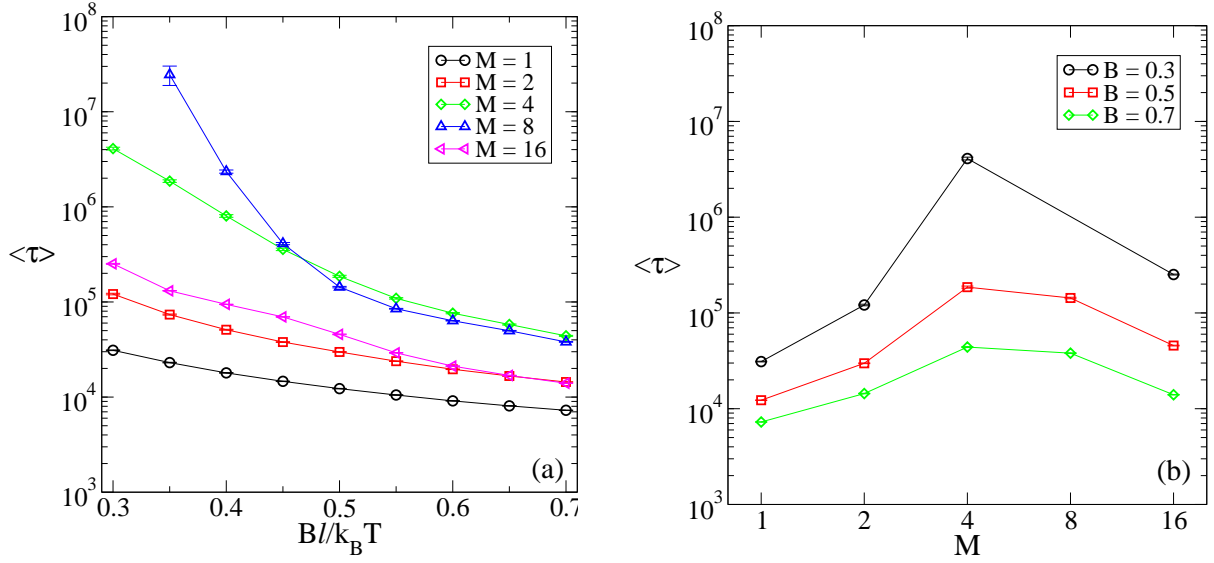 10^8
10^7
10^6
10^5
10^4
10^3
<τ>
M = 1
M = 2
M = 4
M = 8
M = 16
(a)
0.3 0.4 0.5 0.6 0.7
Bl/k_BT
10^8
10^7
10^6
10^5
10^4
10^3
<τ>
B = 0.3
B = 0.5
B = 0.7
(b)
1 2 4 8 16
M